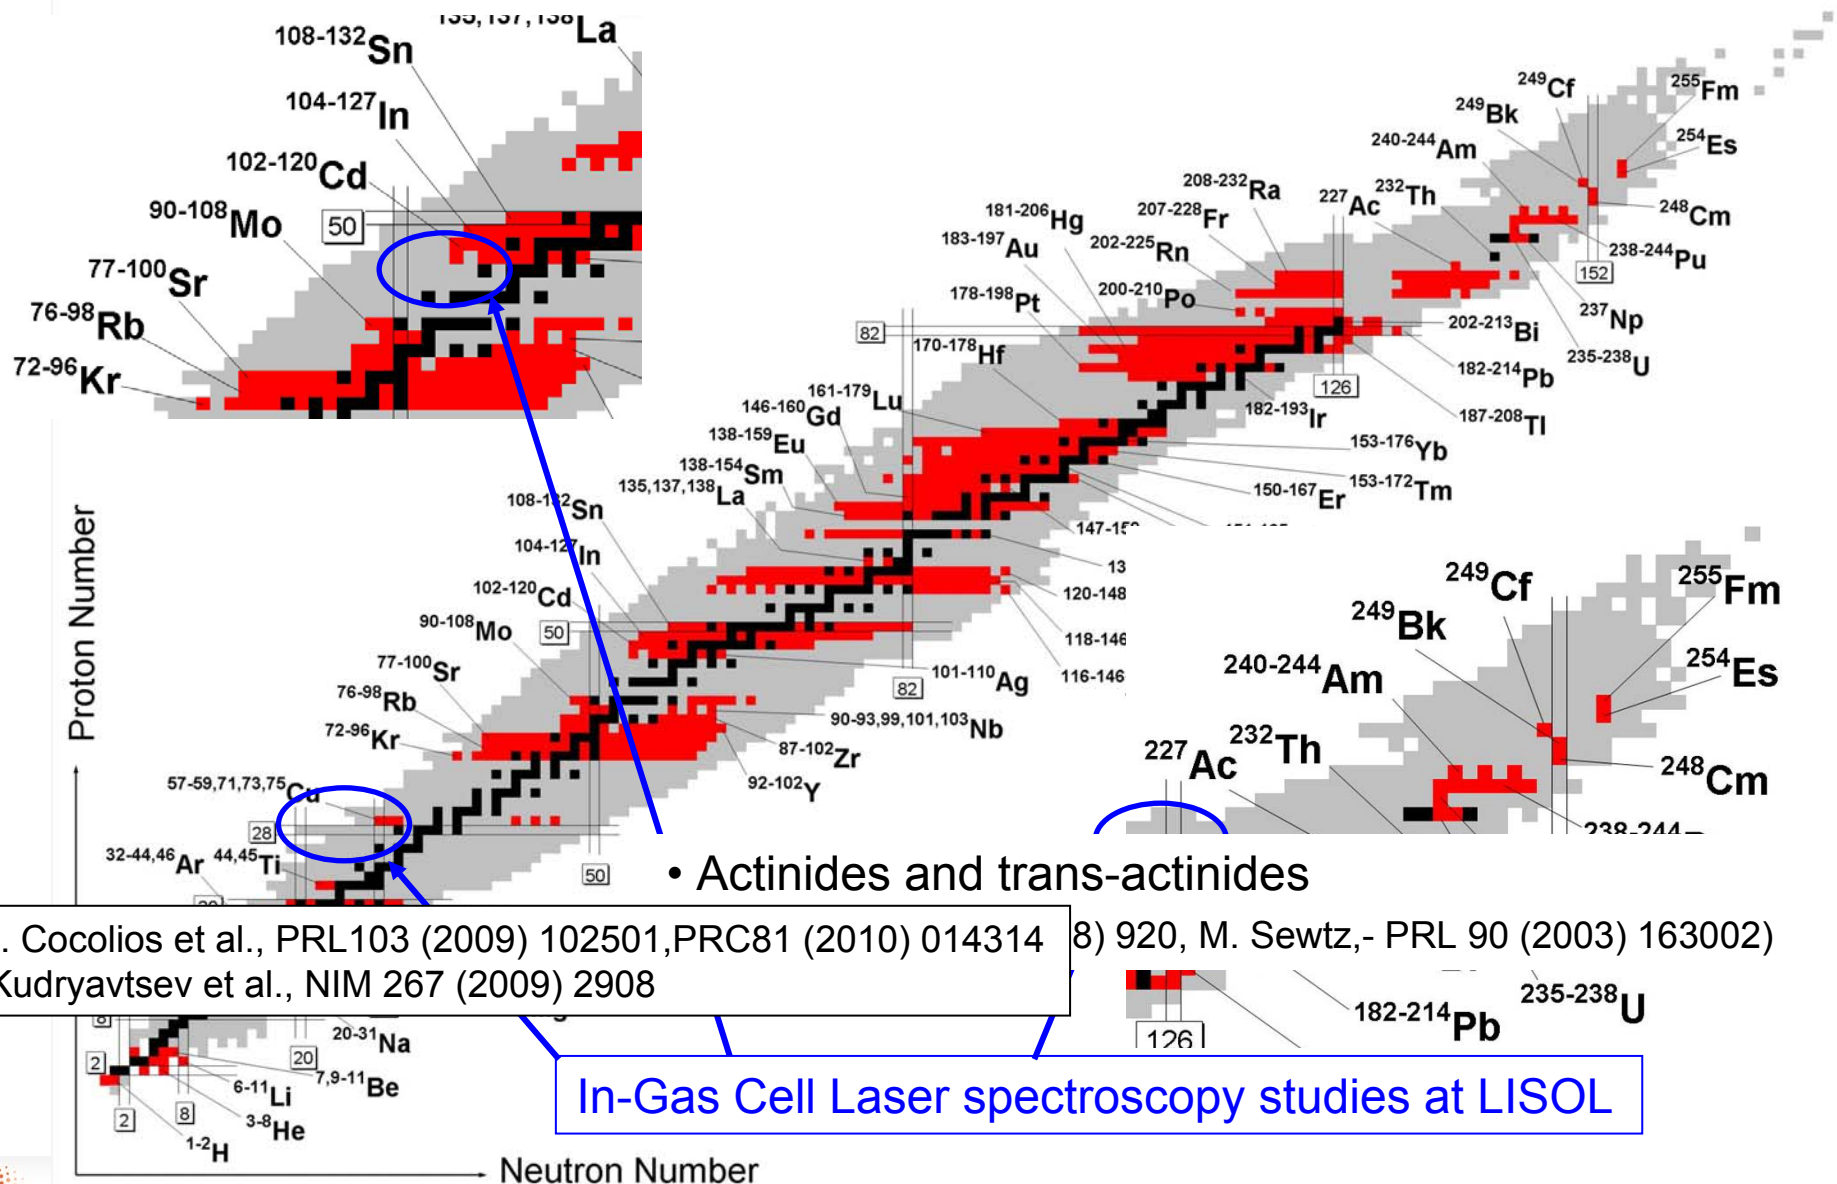 135,137,138La
108-132Sn
104-127In
102-120Cd
90-108Mo
50
77-100Sr
76-98Rb
72-96Kr
249Cf
255Fm
249Bk
254Es
240-244Am
232Th
208-232Ra
227Ac
248Cm
181-206Hg
207-228Fr
183-197Au
202-225Rn
238-244Pu
152
178-198Pt
200-210Po
237Np
202-213Bi
82
170-178Hf
235-238U
182-214Pb
126
161-179Lu
146-160Gd
182-193Ir
187-208Tl
138-159Eu
153-176Yb
138-154Sm
135,137,138La
153-172Tm
150-167Er
108-132Sn
147-15
104-127In
13
102-120Cd
120-148
90-108Mo
50
118-146
77-100Sr
101-110Ag
116-146
82
76-98Rb
90-93,99,101,103Nb
72-96Kr
87-102Zr
92-102Y
57-59,71,73,75Cu
28
32-44,46Ar
44,45Ti
50
249Cf
255Fm
249Bk
254Es
240-244Am
232Th
227Ac
248Cm
238-244
• Actinides and trans-actinides
. Cocolios et al., PRL103 (2009) 102501,PRC81 (2010) 014314
8) 920, M. Sewtz,- PRL 90 (2003) 163002)
Kudryavtsev et al., NIM 267 (2009) 2908
235-238U
182-214Pb
126
8
20-31Na
20
2
7,9-11Be
6-11Li
2
8
3-8He
1-2H
In-Gas Cell Laser spectroscopy studies at LISOL
Proton Number
Neutron Number